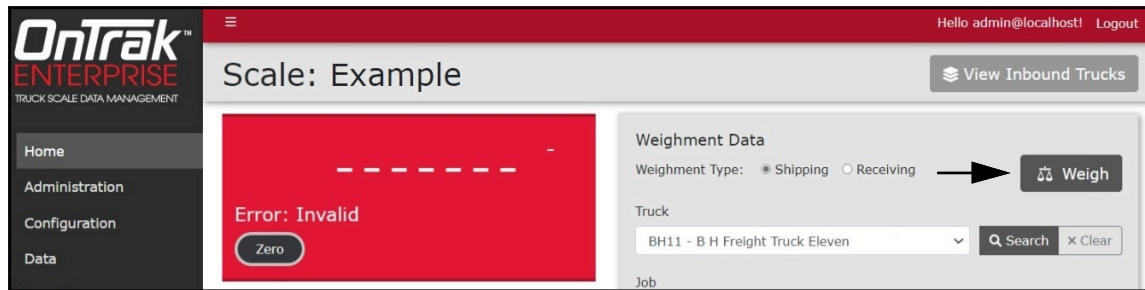 OnTrak™
ENTERPRISE
TRUCK SCALE DATA MANAGEMENT
Home
Administration
Configuration
Data
Hello admin@localhost! Logout
Scale: Example
View Inbound Trucks
- - - - - - -
-
Error: Invalid
Zero
Weighment Data
Weighment Type: Shipping Receiving
Weigh
Truck
BH11 - B H Freight Truck Eleven
Search × Clear
Job